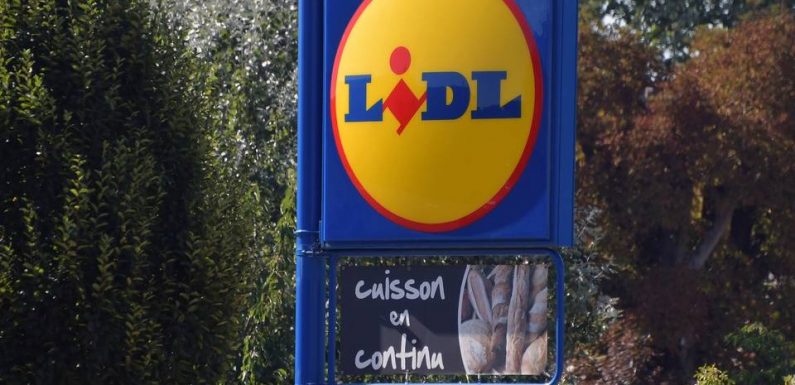 LiDL
cuisson
en
continu